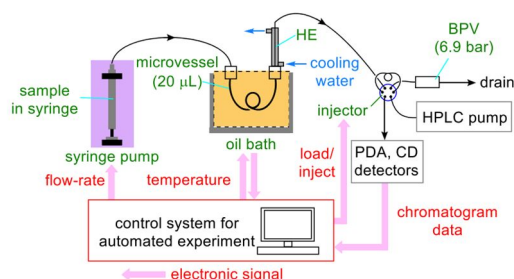 HE
BPV
(6.9 bar)
microvessel
(20 µL)
cooling
water
drain
sample
in syringe
injector
HPLC pump
syringe pump
oil bath
load/
inject
PDA, CD
detectors
flow-rate
temperature
control system for
automated experiment
chromatogram
data
electronic signal